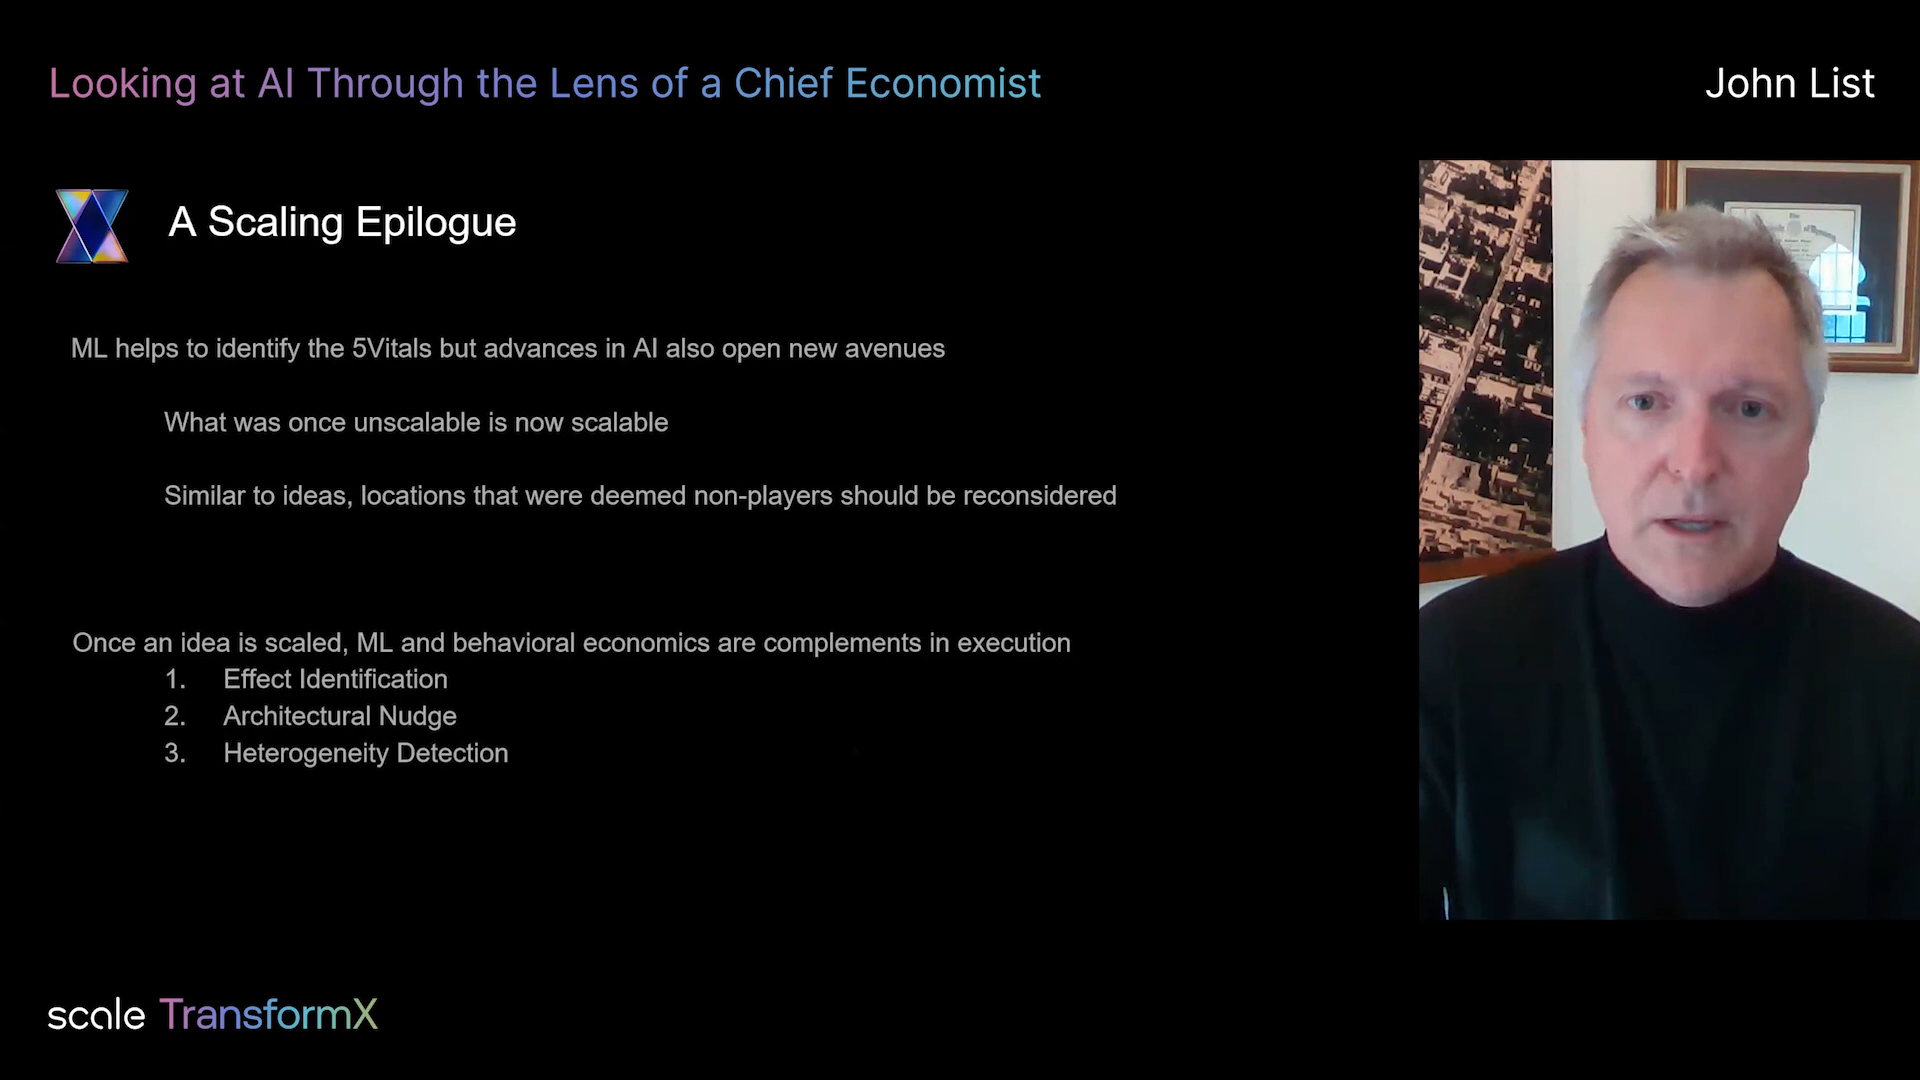 Looking at AI Through the Lens of a Chief Economist
John List
A Scaling Epilogue
ML helps to identify the 5Vitals but advances in AI also open new avenues
What was once unscalable is now scalable
Similar to ideas, locations that were deemed non-players should be reconsidered
Once an idea is scaled, ML and behavioral economics are complements in execution
1. Effect Identification
2. Architectural Nudge
3. Heterogeneity Detection
scale TransformX